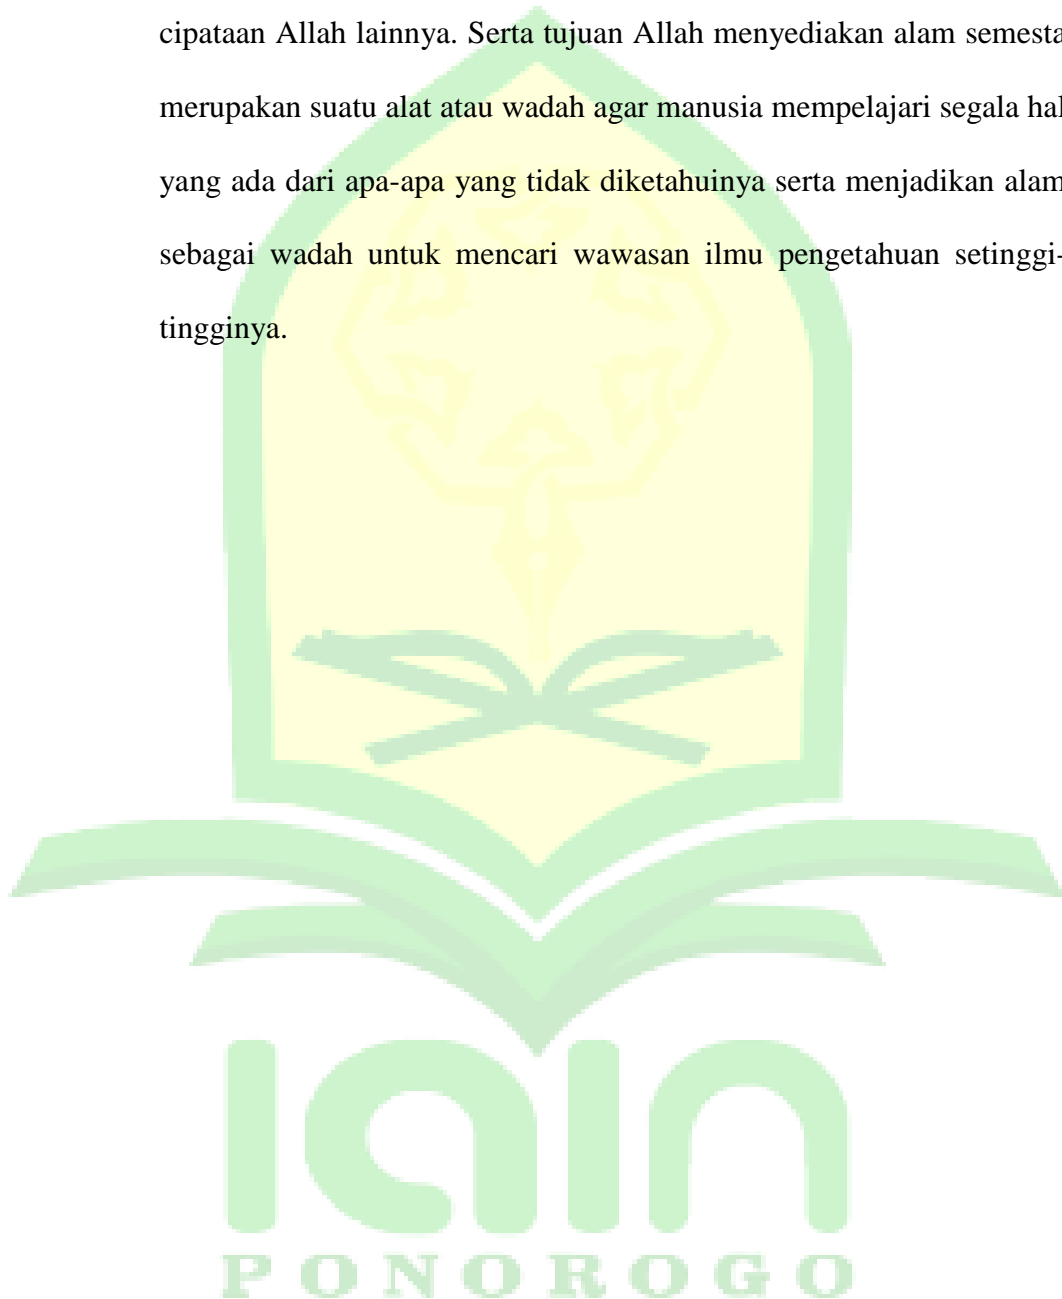 cipataan Allah lainnya. Serta tujuan Allah menyediakan alam semesta
merupakan suatu alat atau wadah agar manusia mempelajari segala hal
yang ada dari apa-apa yang tidak diketahuinya serta menjadikan alam
sebagai wadah untuk mencari wawasan ilmu pengetahuan setinggi-
tingginya.
iain
PONOROGO